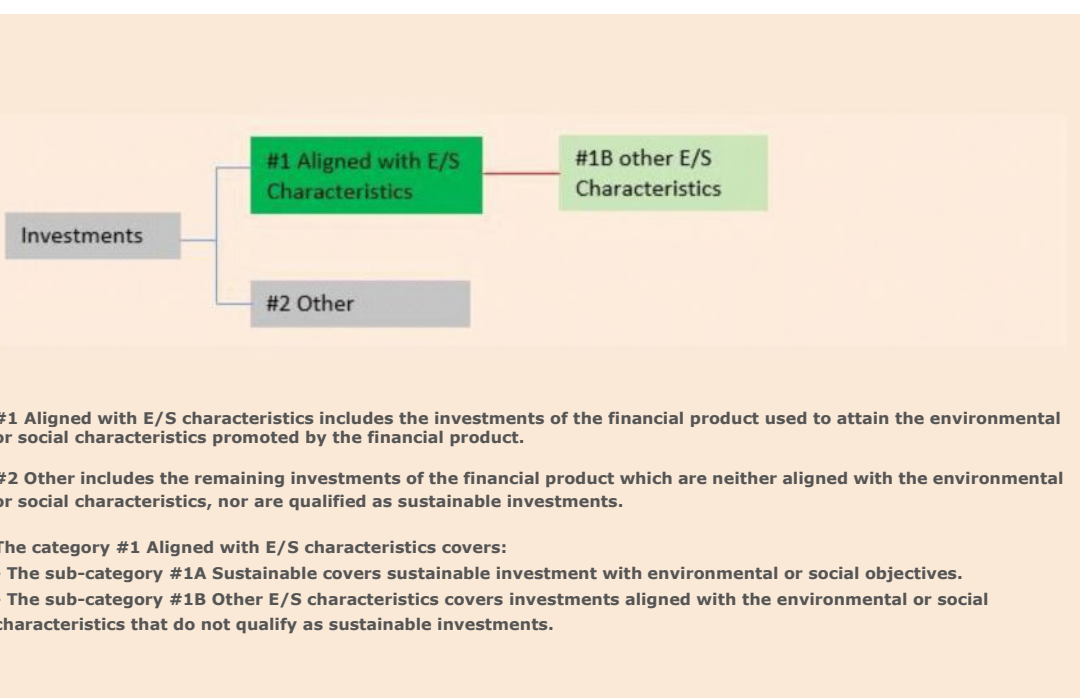 #1 Aligned with E/S
Characteristics
#1B other E/S
Characteristics
Investments
#2 Other
#1 Aligned with E/S characteristics includes the investments of the financial product used to attain the environmental
or social characteristics promoted by the financial product.
#2 Other includes the remaining investments of the financial product which are neither aligned with the environmental
or social characteristics, nor are qualified as sustainable investments.
The category #1 Aligned with E/S characteristics covers:
- The sub-category #1A Sustainable covers sustainable investment with environmental or social objectives.
- The sub-category #1B Other E/S characteristics covers investments aligned with the environmental or social
characteristics that do not qualify as sustainable investments.